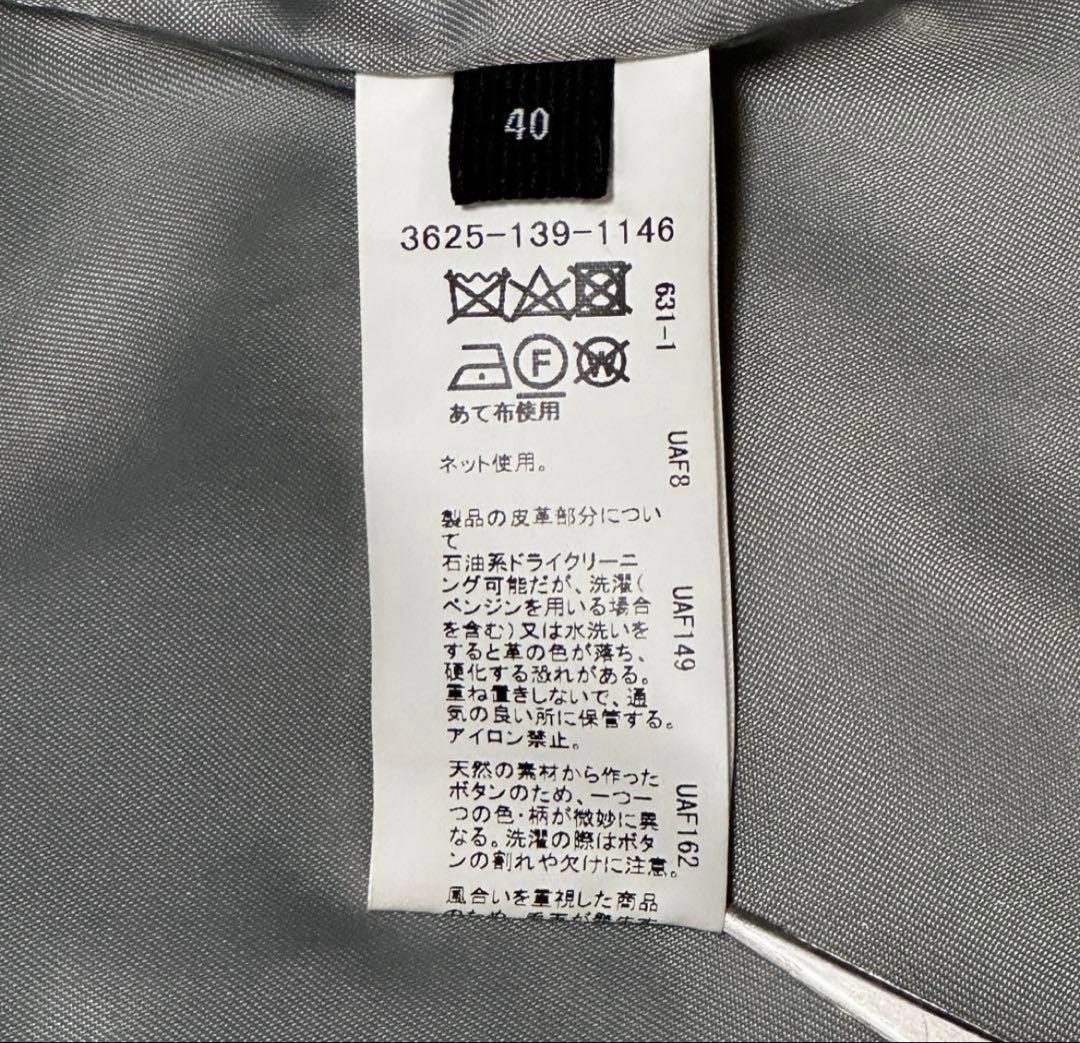 40
3625-139-1146
631-1
F
W
あて布使用
ネット使用。
UAF8
製品の皮革部分につい
て
石油系ドライクリーニ
ング可能だが、洗濯(
ベンジンを用いる場合
を含む)又は水洗いを
すると革の色が落ち、
硬化する恐れがある。
重ね置きしないで、通
気の良い所に保管する。
アイロン禁止。
UAF149
天然の素材から作った
ボタンのため、一つ一
つの色・柄が微妙に異
なる。洗濯の際はボタ
ンの割れや欠けに注意。
UAF162
風合いを重視した商品
のため